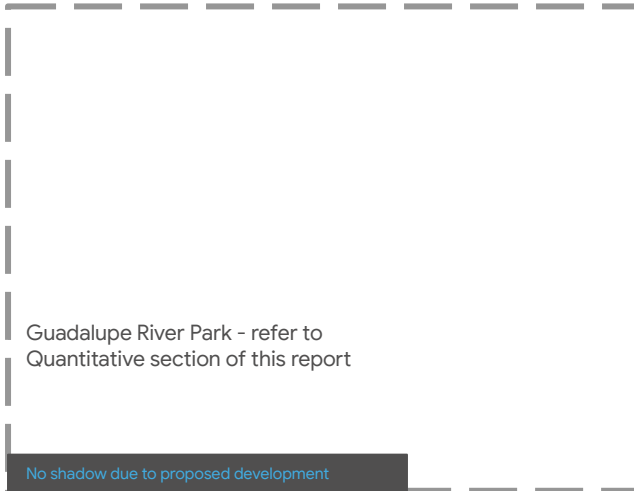 Guadalupe River Park - refer to
Quantitative section of this report
No shadow due to proposed development